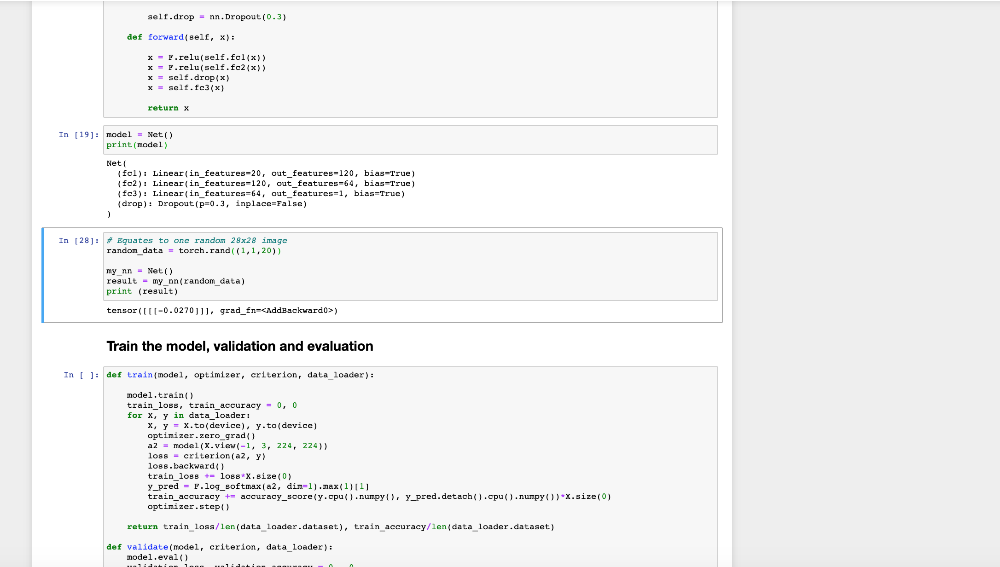 self.drop = nn.Dropout(0.3)
def forward(self, x):
x = F.relu(self.fc1(x))
x = F.relu(self.fc2(x))
x = self.drop(x)
x = self.fc3(x)
return x
In [19]: model = Net()
print(model)
Net(
(fc1): Linear(in_features=20, out_features=120, bias=True)
(fc2): Linear(in_features=120, out_features=64, bias=True)
(fc3): Linear(in_features=64, out_features=1, bias=True)
(drop): Dropout(p=0.3, inplace=False)
)
In [28]: # Equates to one random 28x28 image
random_data = torch.rand((1,1,20))
my_nn = Net()
result = my_nn(random_data)
print (result)
tensor([[[-0.0270]]], grad_fn=<AddBackward0>)
Train the model, validation and evaluation
In [ ]: def train(model, optimizer, criterion, data_loader):
model.train()
train_loss, train_accuracy = 0, 0
for X, y in data_loader:
X, y = X.to(device), y.to(device)
optimizer.zero_grad()
a2 = model(X.view(-1, 3, 224, 224))
loss = criterion(a2, y)
loss.backward()
train_loss += loss*X.size(0)
y_pred = F.log_softmax(a2, dim=1).max(1)[1]
train_accuracy += accuracy_score(y.cpu().numpy(), y_pred.detach().cpu().numpy())*X.size(0)
optimizer.step()
return train_loss/len(data_loader.dataset), train_accuracy/len(data_loader.dataset)
def validate(model, criterion, data_loader):
model.eval()
validation_loss, validation_accuracy = 0., 0.